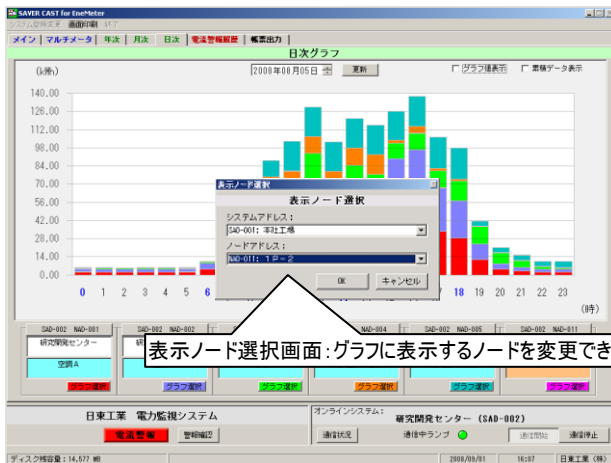 SAVER CAST for EneMeter
システム登録変更 画面印刷 終了
メイン | マルチメータ | 年次 | 月次 | 日次 | 電流警報履歴 | 帳票出力 |
日次グラフ
(kWh) 2008年08月05日 更新 グラフ値表示 累積データ表示
140.00
126.00
112.00
98.00
84.00
70.00
56.00
42.00
28.00
14.00
0.00
表示ノード選択
表示ノード選択
システムアドレス:
SAD-001: 本社工場
ノードアドレス:
NAD-011: 1P-2
OK キャンセル
0 1 2 3 4 5 6 18 19 20 21 22 23
(時)
表示ノード選択画面:グラフに表示するノードを変更でき
SAD-002 NAD-001 SAD-002 NAD-002 NAD-004 SAD-002 NAD-005 SAD-002 NAD-011
研究開発センター 研
空調A
グラフ選択 グラフ選択 グラフ選択 グラフ選択 グラフ選択 グラフ選択
日東工業 電力監視システム
電流警報 警報確認
オンラインシステム: 研究開発センター (SAD-002)
通信状況 通信中ランプ 通信開始 通信停止
ディスク残容量:14,577 MB 2008/09/01 16:07 日東工業(株)